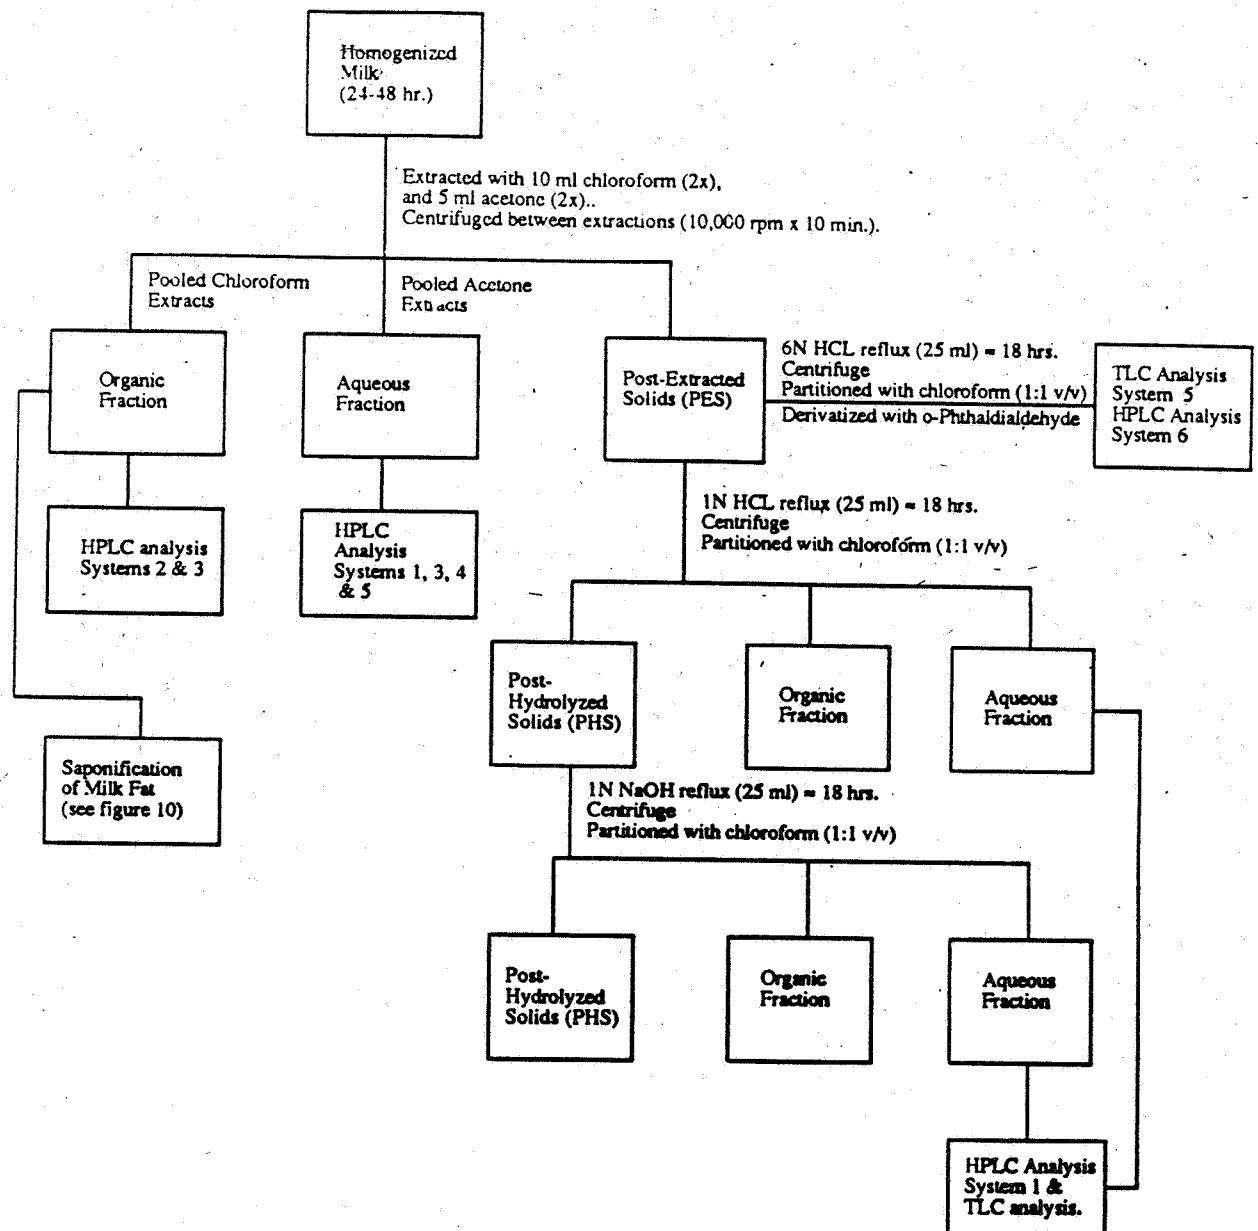 Homogenized
Milk
(24-48 hr.)
Extracted with 10 ml chloroform (2x),
and 5 ml acetone (2x)..
Centrifuged between extractions (10,000 rpm x 10 min.).
Pooled Chloroform
Extracts
Pooled Acetone
Extracts
Organic
Fraction
Aqueous
Fraction
Post-Extracted
Solids (PES)
6N HCL reflux (25 ml) ≈ 18 hrs.
Centrifuge
Partitioned with chloroform (1:1 v/v)
Derivatized with o-Phthaldialdehyde
TLC Analysis
System 5
HPLC Analysis
System 6
HPLC analysis
Systems 2 & 3
HPLC
Analysis
Systems 1, 3, 4
& 5
1N HCL reflux (25 ml) ≈ 18 hrs.
Centrifuge
Partitioned with chloroform (1:1 v/v)
Post-
Hydrolyzed
Solids (PHS)
Organic
Fraction
Aqueous
Fraction
Saponification
of Milk Fat
(see figure 10)
1N NaOH reflux (25 ml) ≈ 18 hrs.
Centrifuge
Partitioned with chloroform (1:1 v/v)
Post-
Hydrolyzed
Solids (PHS)
Organic
Fraction
Aqueous
Fraction
HPLC Analysis
System 1 &
TLC analysis.